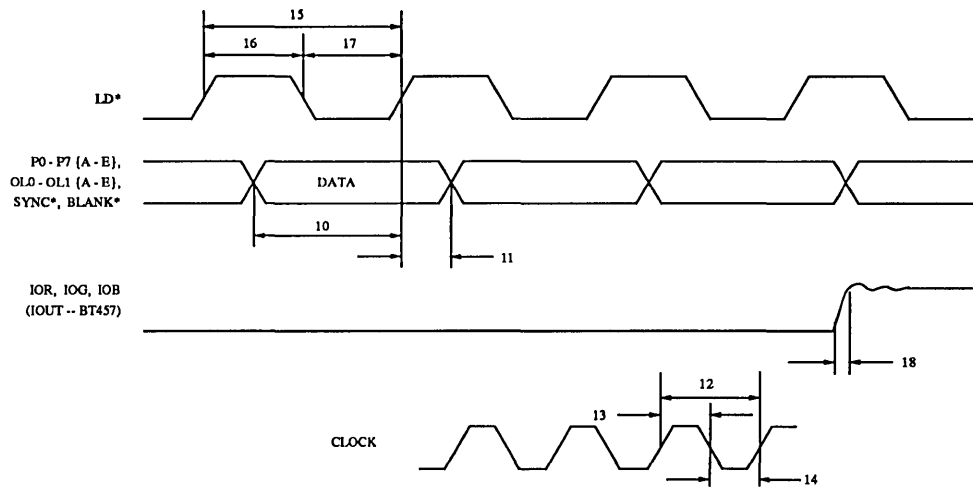 15
16
17
LD*
P0 - P7 {A - E},
OL0 - OL1 {A - E},
SYNC*, BLANK*
DATA
10
11
IOR, IOG, IOB
(IOUT -- BT457)
18
12
13
CLOCK
14